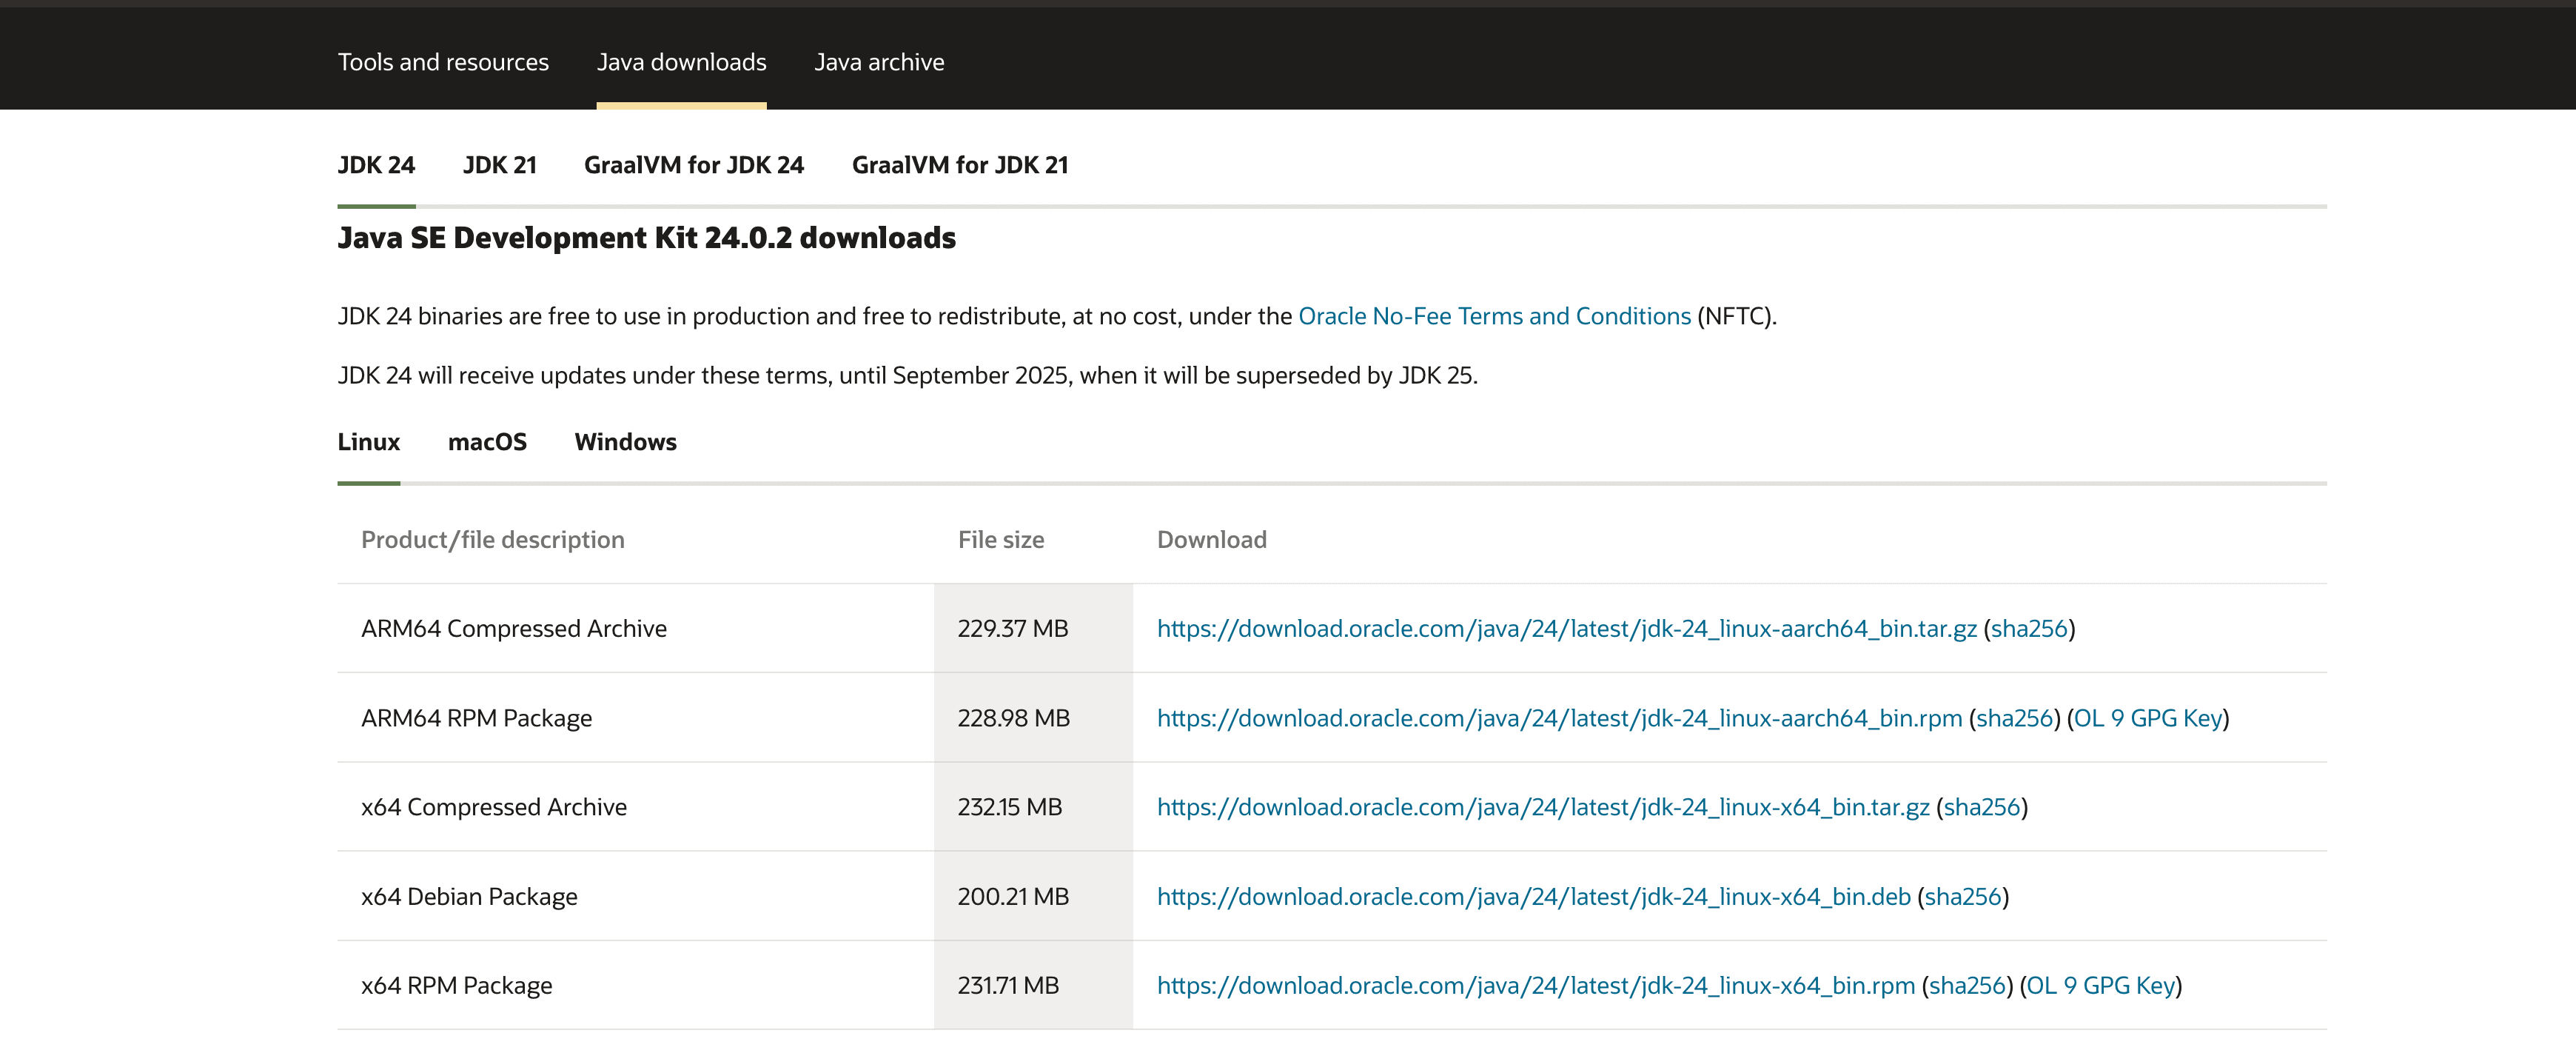 Tools and resources Java downloads Java archive
JDK 24 JDK 21 GraalVM for JDK 24 GraalVM for JDK 21
Java SE Development Kit 24.0.2 downloads
JDK 24 binaries are free to use in production and free to redistribute, at no cost, under the Oracle No-Fee Terms and Conditions (NFTC).
JDK 24 will receive updates under these terms, until September 2025, when it will be superseded by JDK 25.
Linux macOS Windows
Product/file description File size Download
ARM64 Compressed Archive 229.37 MB https://download.oracle.com/java/24/latest/jdk-24_linux-aarch64_bin.tar.gz (sha256)
ARM64 RPM Package 228.98 MB https://download.oracle.com/java/24/latest/jdk-24_linux-aarch64_bin.rpm (sha256) (OL 9 GPG Key)
x64 Compressed Archive 232.15 MB https://download.oracle.com/java/24/latest/jdk-24_linux-x64_bin.tar.gz (sha256)
x64 Debian Package 200.21 MB https://download.oracle.com/java/24/latest/jdk-24_linux-x64_bin.deb (sha256)
x64 RPM Package 231.71 MB https://download.oracle.com/java/24/latest/jdk-24_linux-x64_bin.rpm (sha256) (OL 9 GPG Key)